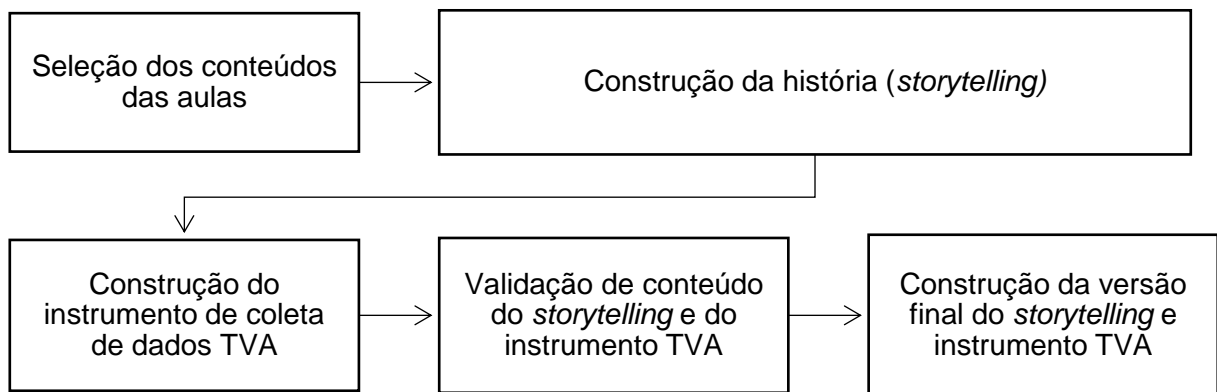 Seleção dos conteúdos
das aulas
Construção da história (storytelling)
Construção do
instrumento de coleta
de dados TVA
Validação de conteúdo
do storytelling e do
instrumento TVA
Construção da versão
final do storytelling e
instrumento TVA